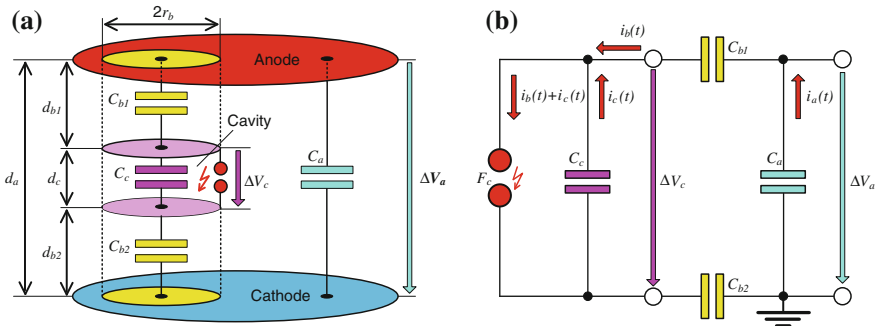 (a)
2r_b
Anode
d_b1
C_b1
Cavity
d_a
d_c
C_c
ΔV_c
C_a
ΔV_a
d_b2
C_b2
Cathode
(b)
i_b(t)
C_b1
i_b(t)+i_c(t)
i_c(t)
i_a(t)
F_c
C_c
ΔV_c
C_a
ΔV_a
C_b2